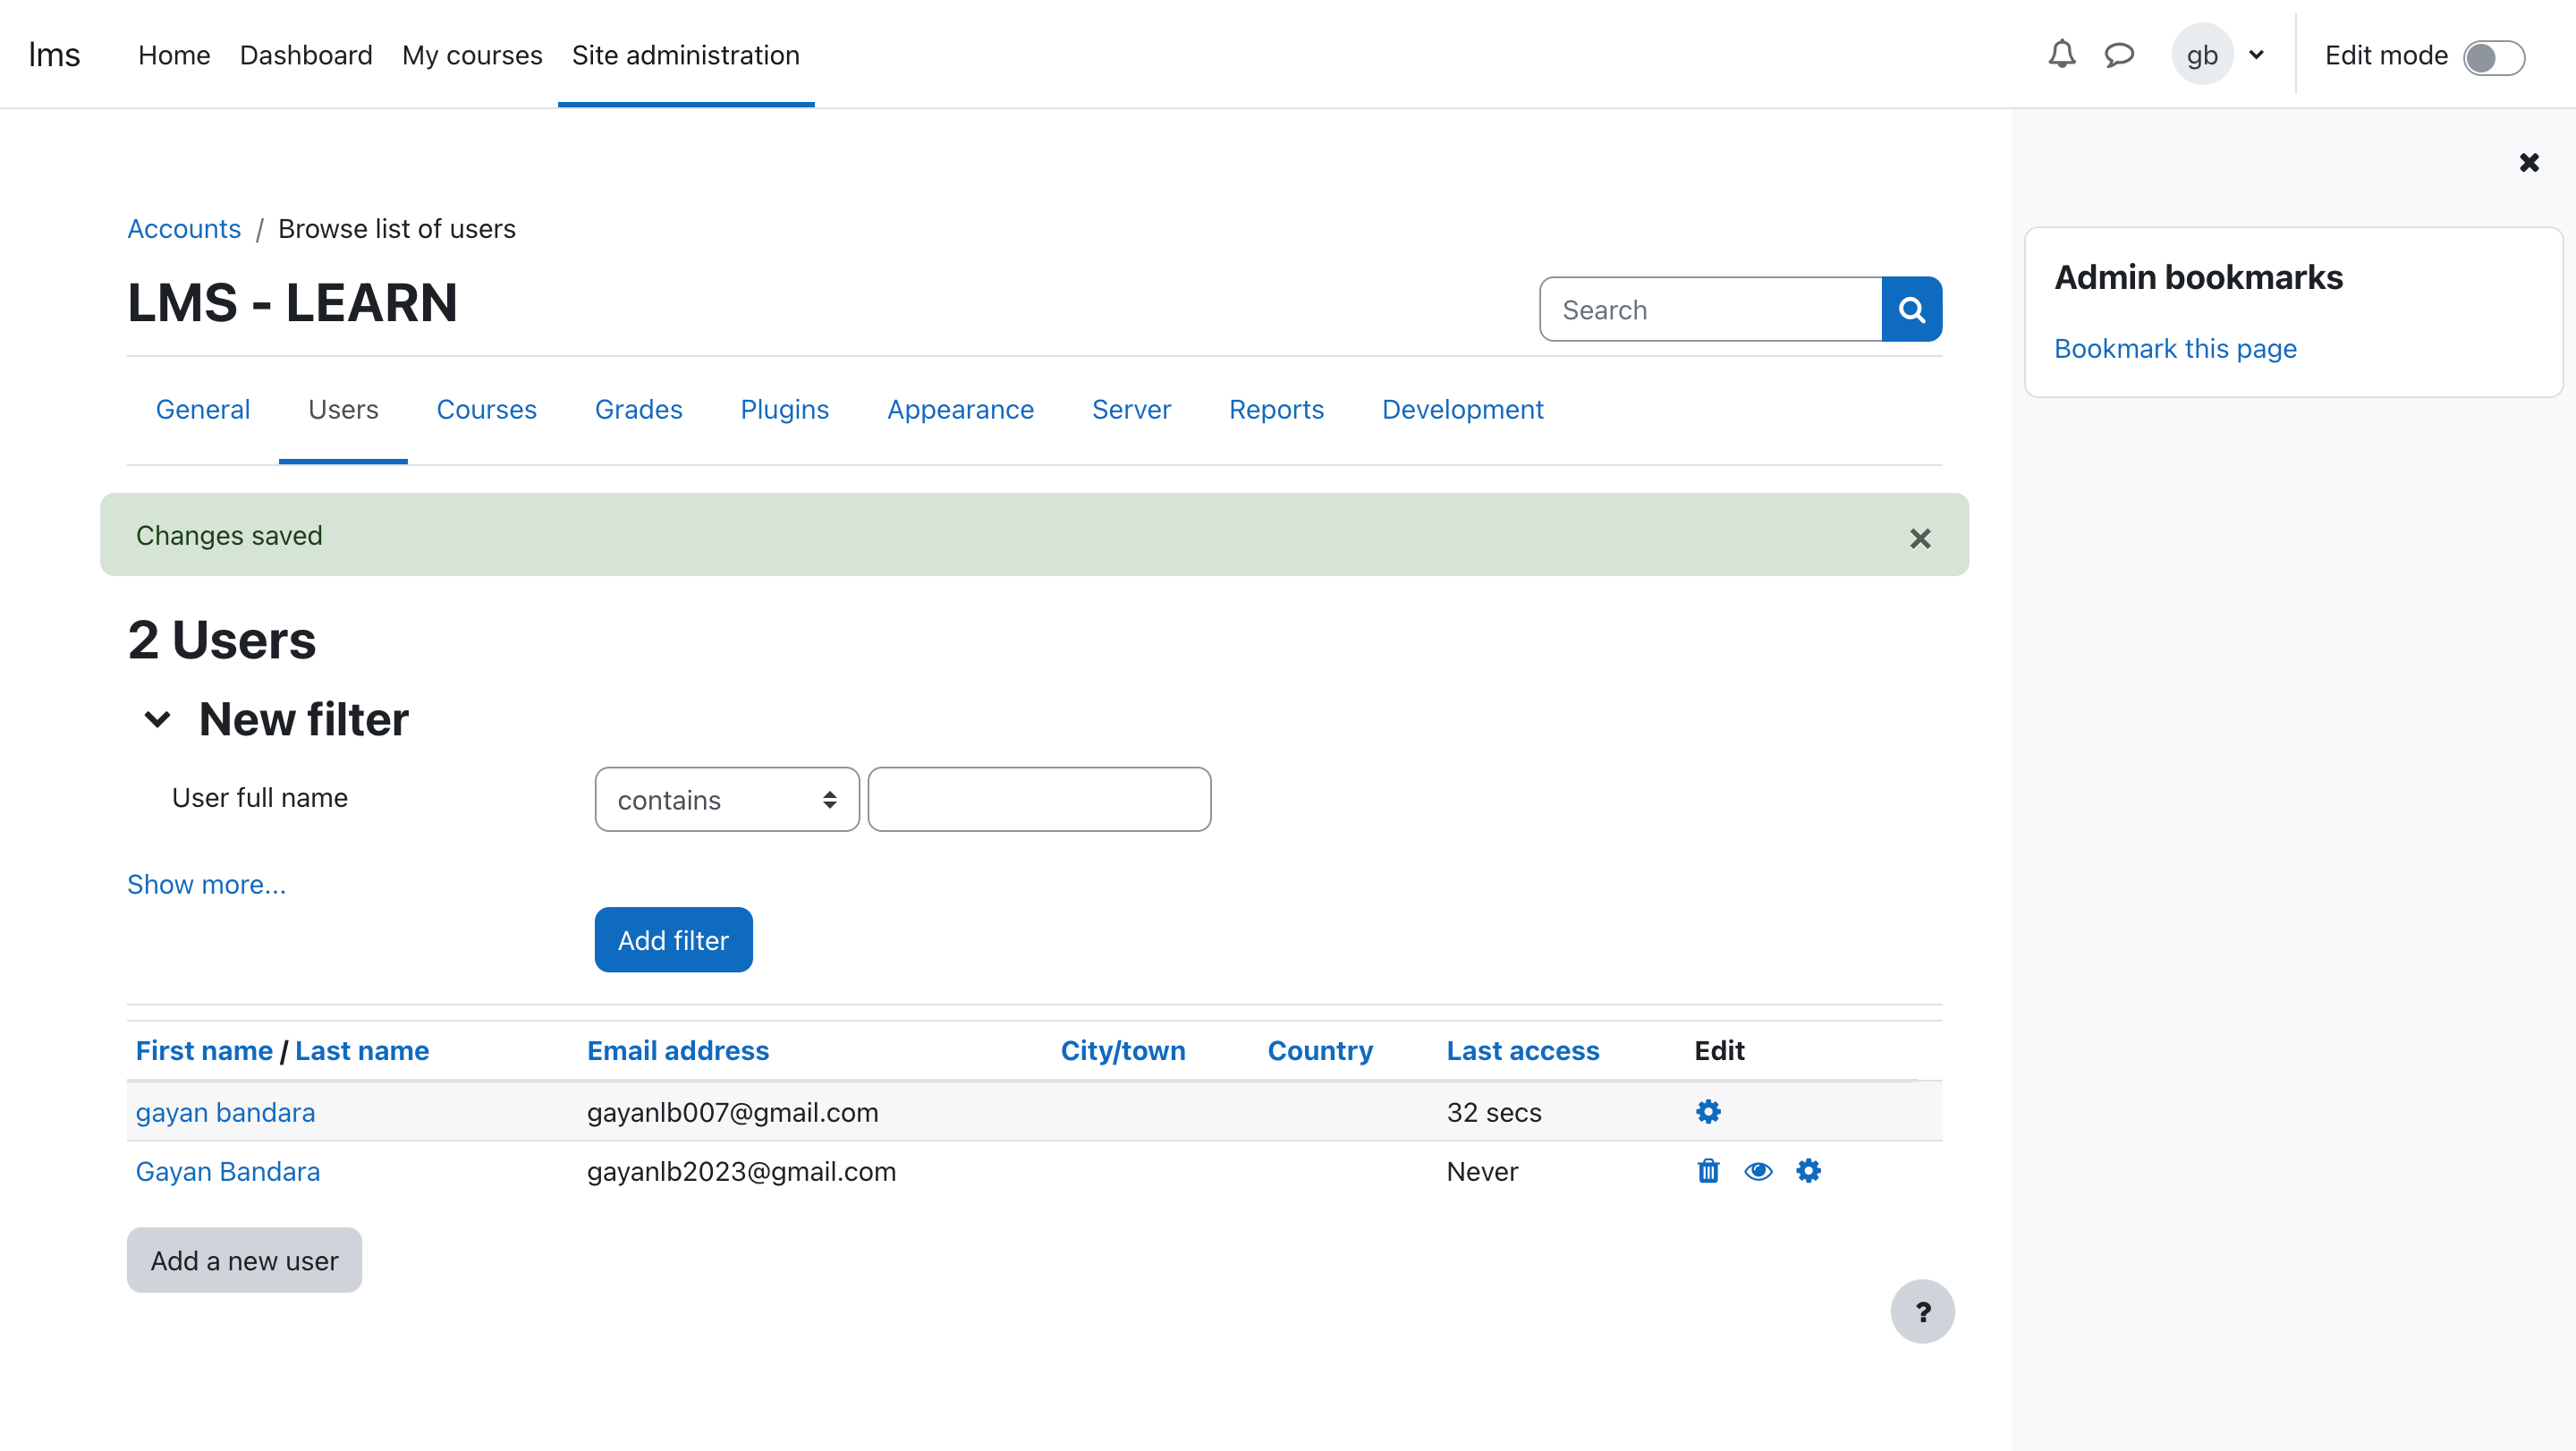 lms Home Dashboard My courses Site administration gb Edit mode
Accounts / Browse list of users
LMS - LEARN
Search
Admin bookmarks
Bookmark this page
General Users Courses Grades Plugins Appearance Server Reports Development
Changes saved
2 Users
New filter
User full name contains
Show more...
Add filter
First name / Last name Email address City/town Country Last access Edit
gayan bandara gayanlb007@gmail.com 32 secs
Gayan Bandara gayanlb2023@gmail.com Never
Add a new user
?